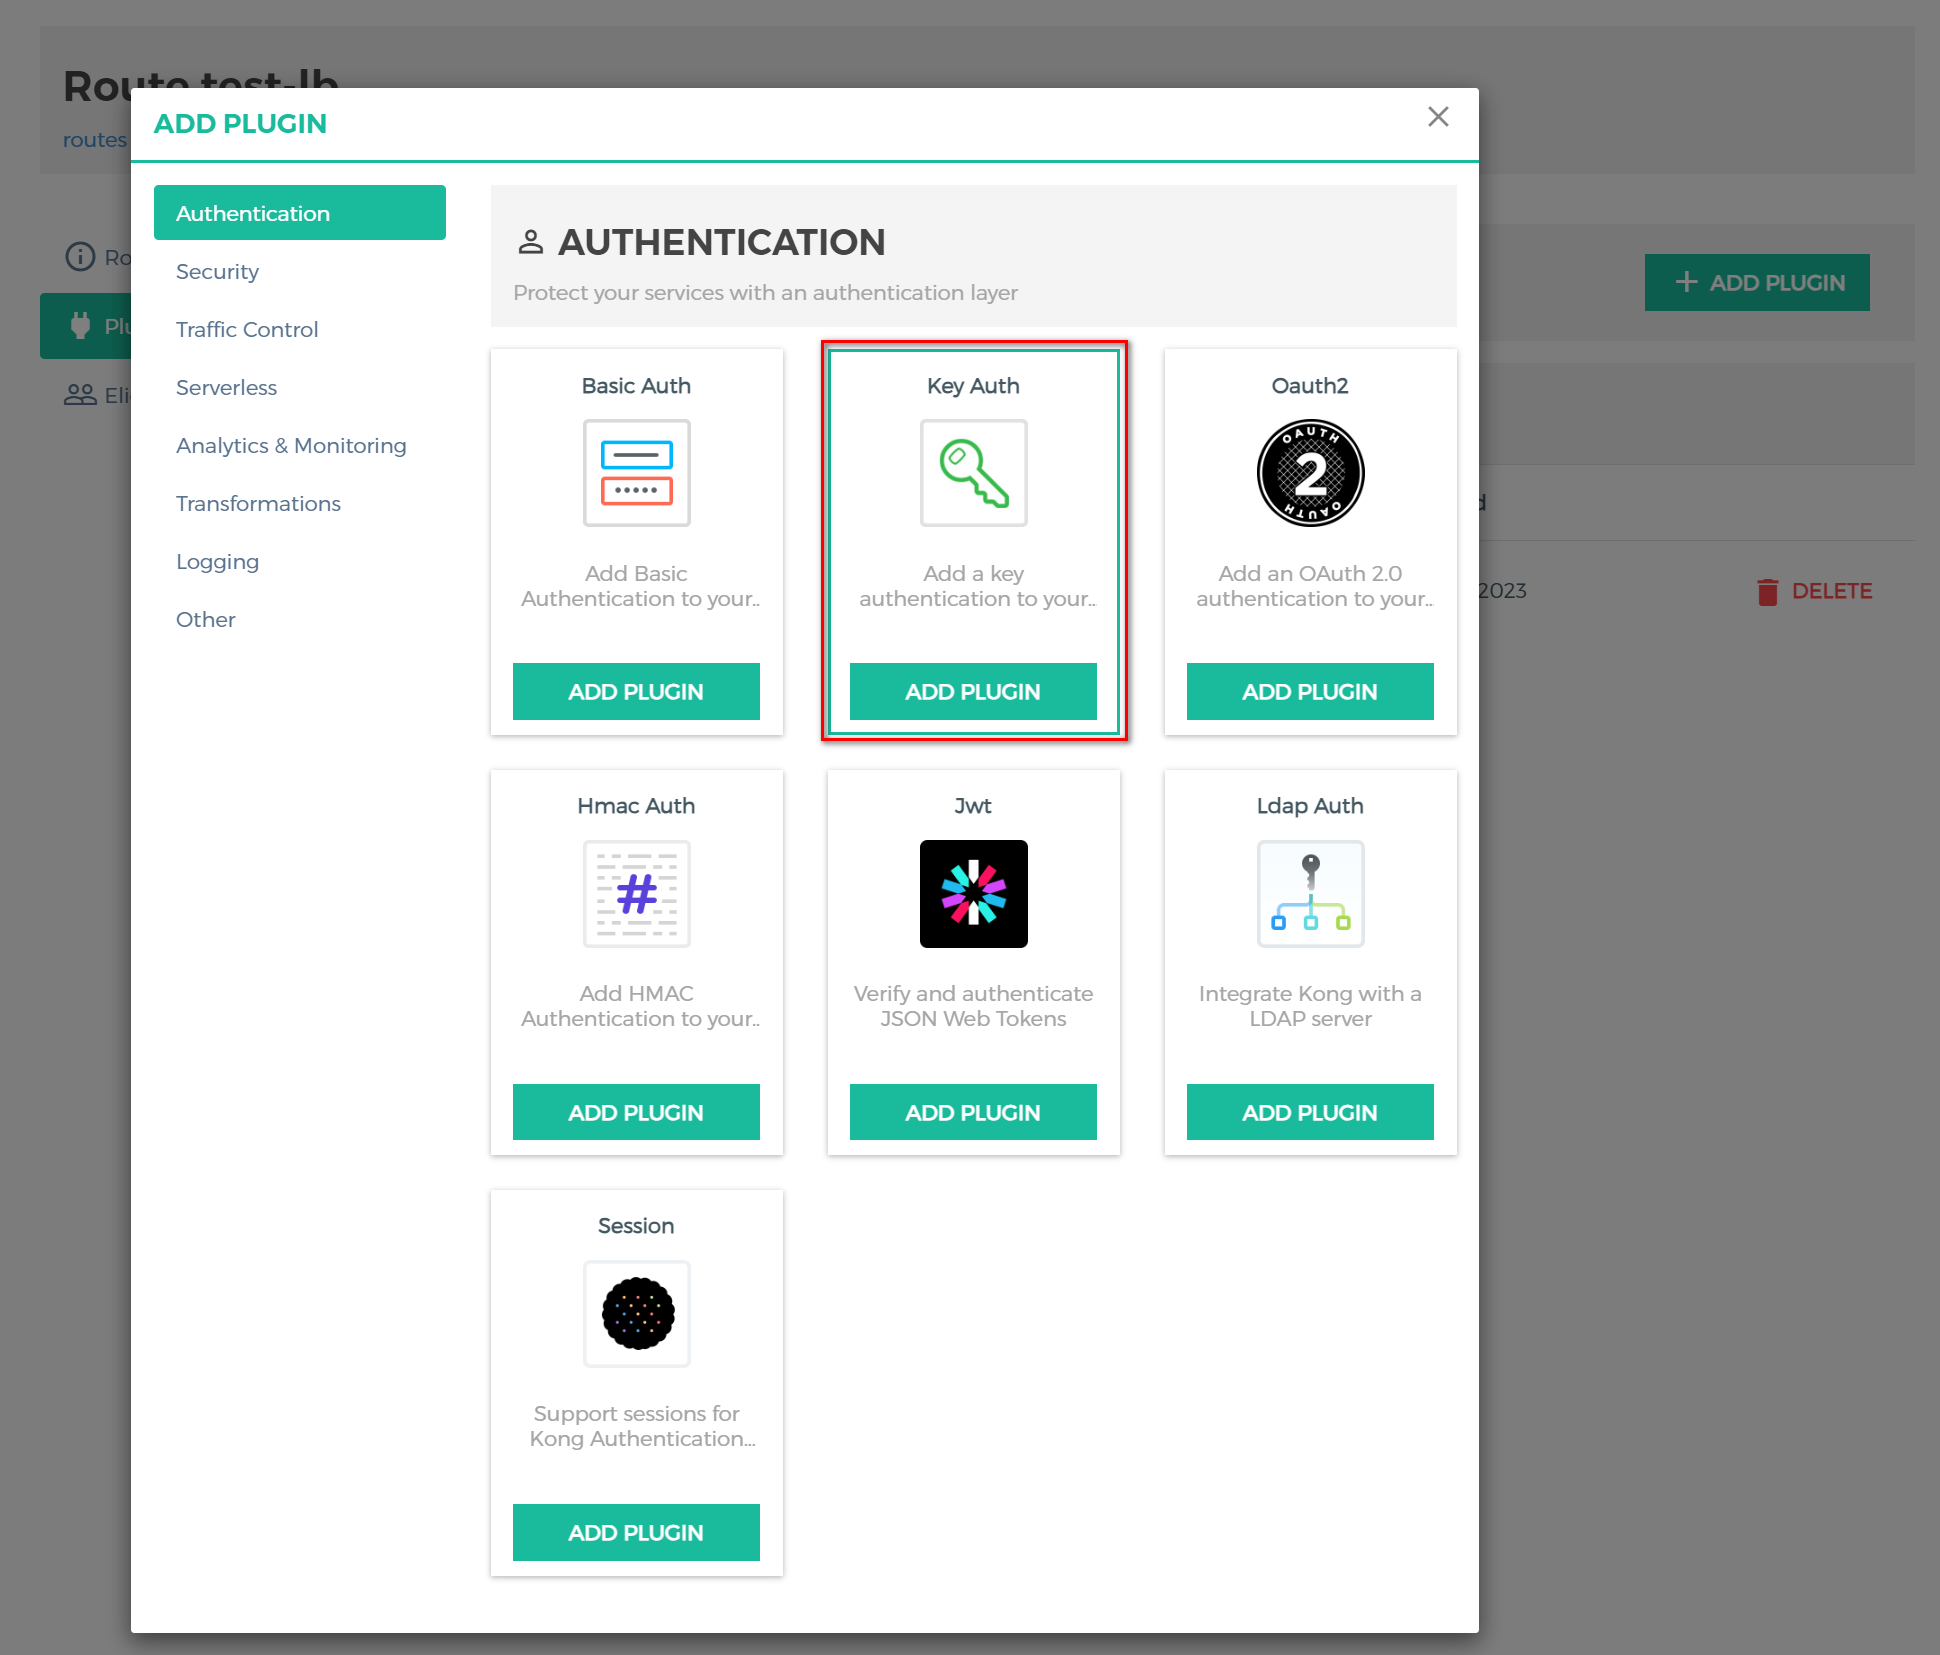 Route test-lb
routes
ADD PLUGIN
Authentication
Security
Traffic Control
Serverless
Analytics & Monitoring
Transformations
Logging
Other
AUTHENTICATION
Protect your services with an authentication layer
Basic Auth
Add Basic
Authentication to your..
ADD PLUGIN
Key Auth
Add a key
authentication to your..
ADD PLUGIN
Oauth2
OAUTH
2
OAUTH
Add an OAuth 2.0
authentication to your..
ADD PLUGIN
Hmac Auth
#
Add HMAC
Authentication to your..
ADD PLUGIN
Jwt
Verify and authenticate
JSON Web Tokens
ADD PLUGIN
Ldap Auth
Integrate Kong with a
LDAP server
ADD PLUGIN
Session
Support sessions for
Kong Authentication...
ADD PLUGIN
+ ADD PLUGIN
2023
DELETE